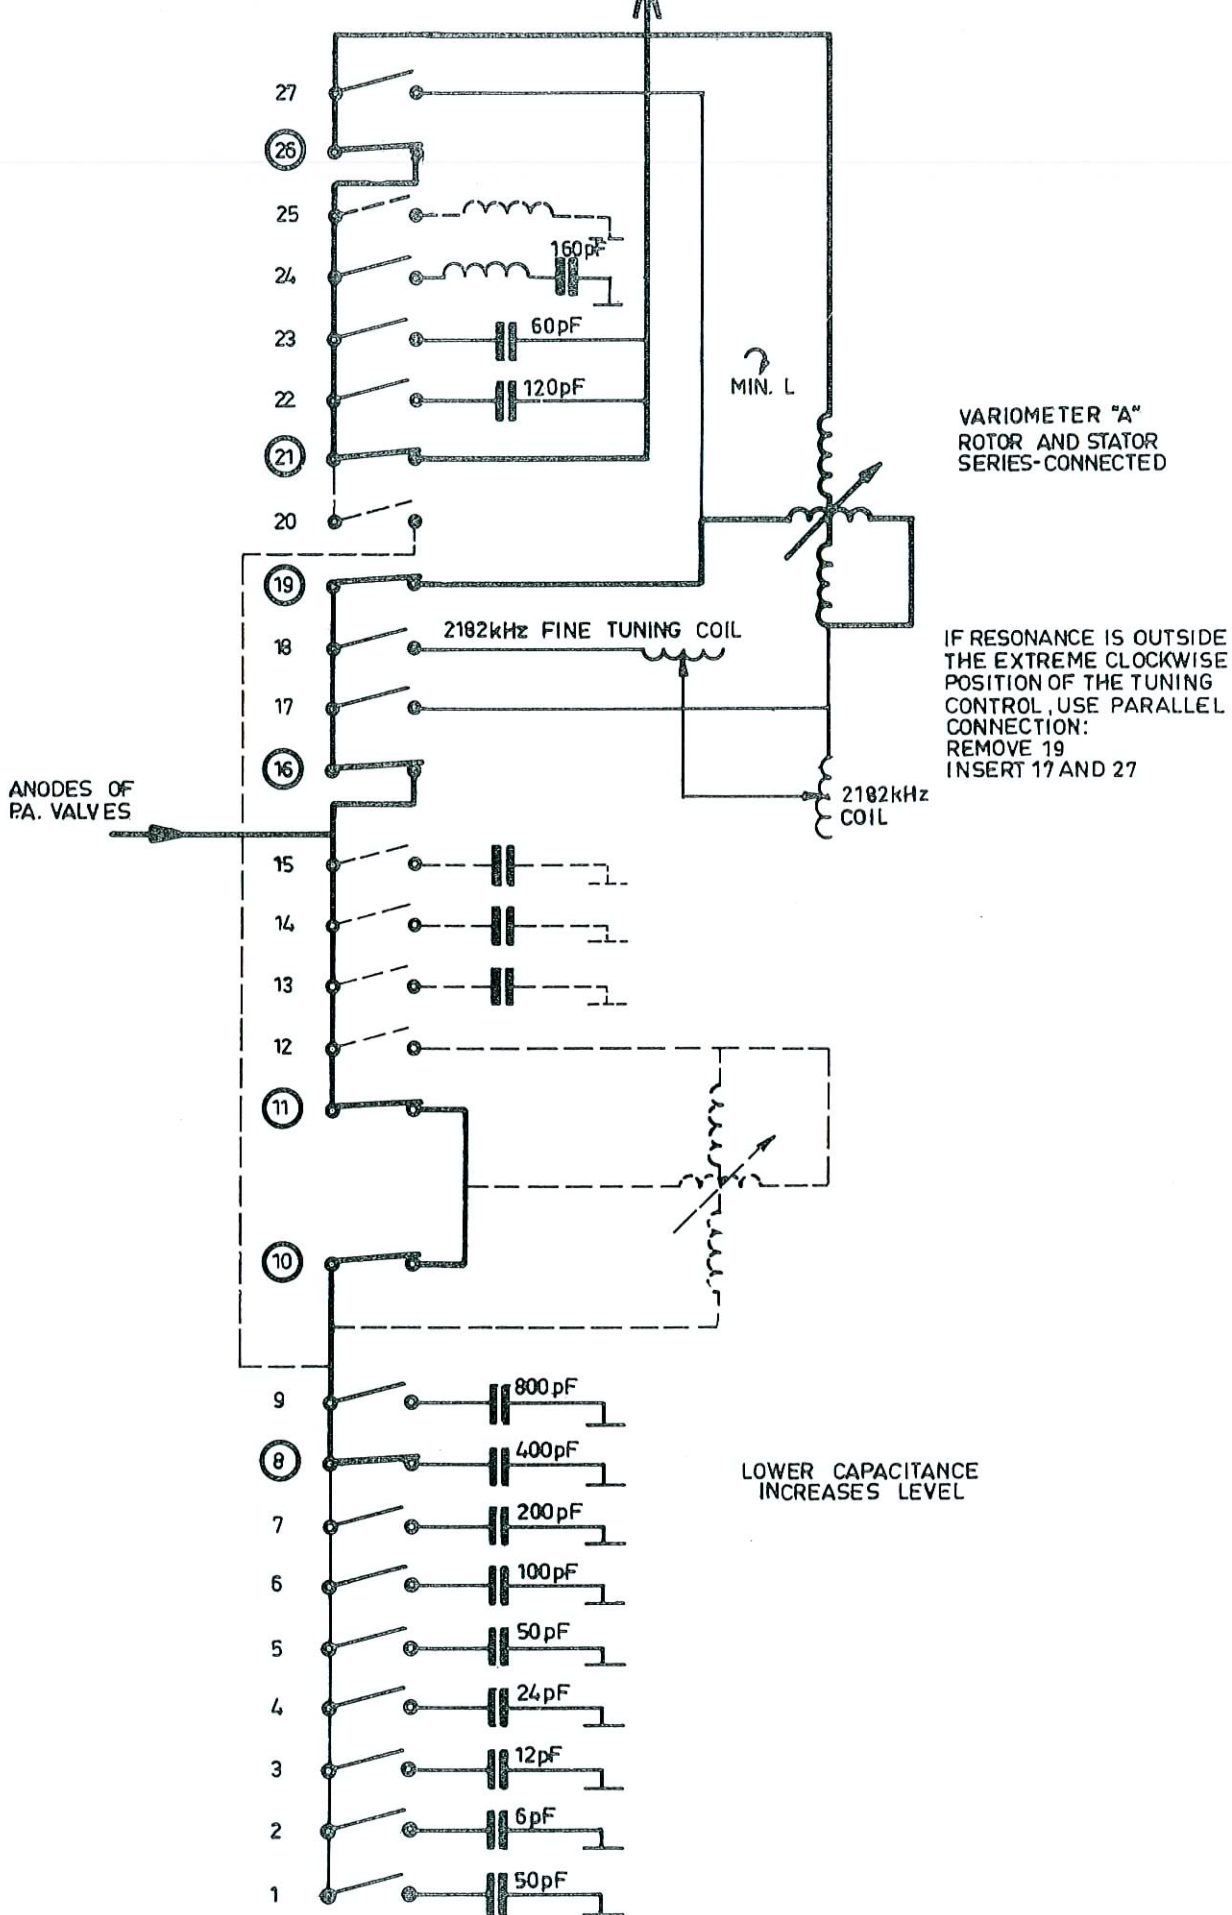 27
26
25
24
160pF
23
60pF
22
120pF
21
20
MIN. L
VARIOMETER "A"
ROTOR AND STATOR
SERIES-CONNECTED
19
18
2182kHz FINE TUNING COIL
17
16
IF RESONANCE IS OUTSIDE
THE EXTREME CLOCKWISE
POSITION OF THE TUNING
CONTROL, USE PARALLEL
CONNECTION:
REMOVE 19
INSERT 17 AND 27
ANODES OF
P.A. VALVES
2182kHz
COIL
15
14
13
12
11
10
9
800pF
8
400pF
7
200pF
6
100pF
5
50pF
4
24pF
3
12pF
2
6pF
1
50pF
LOWER CAPACITANCE
INCREASES LEVEL